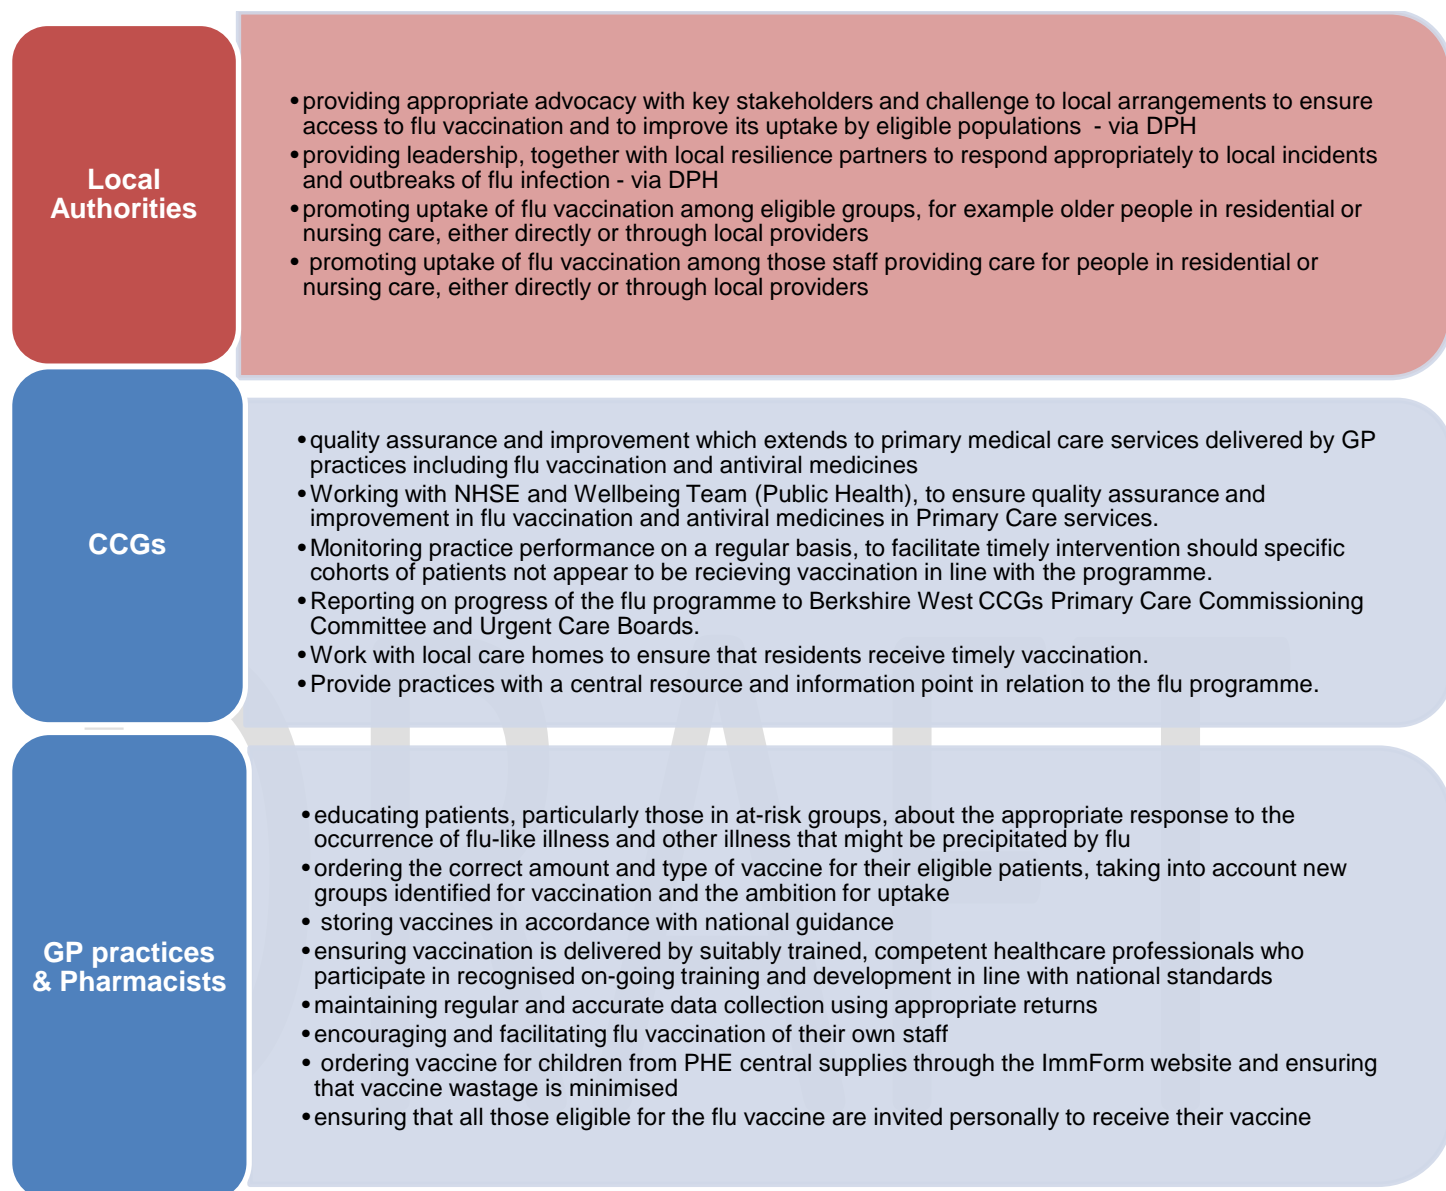 Local
Authorities
•providing appropriate advocacy with key stakeholders and challenge to local arrangements to ensure
access to flu vaccination and to improve its uptake by eligible populations - via DPH
•providing leadership, together with local resilience partners to respond appropriately to local incidents
and outbreaks of flu infection - via DPH
•promoting uptake of flu vaccination among eligible groups, for example older people in residential or
nursing care, either directly or through local providers
• promoting uptake of flu vaccination among those staff providing care for people in residential or
nursing care, either directly or through local providers
CCGs
•quality assurance and improvement which extends to primary medical care services delivered by GP
practices including flu vaccination and antiviral medicines
•Working with NHSE and Wellbeing Team (Public Health), to ensure quality assurance and
improvement in flu vaccination and antiviral medicines in Primary Care services.
•Monitoring practice performance on a regular basis, to facilitate timely intervention should specific
cohorts of patients not appear to be recieving vaccination in line with the programme.
•Reporting on progress of the flu programme to Berkshire West CCGs Primary Care Commissioning
Committee and Urgent Care Boards.
•Work with local care homes to ensure that residents receive timely vaccination.
•Provide practices with a central resource and information point in relation to the flu programme.
GP practices
& Pharmacists
•educating patients, particularly those in at-risk groups, about the appropriate response to the
occurrence of flu-like illness and other illness that might be precipitated by flu
•ordering the correct amount and type of vaccine for their eligible patients, taking into account new
groups identified for vaccination and the ambition for uptake
• storing vaccines in accordance with national guidance
•ensuring vaccination is delivered by suitably trained, competent healthcare professionals who
participate in recognised on-going training and development in line with national standards
•maintaining regular and accurate data collection using appropriate returns
•encouraging and facilitating flu vaccination of their own staff
• ordering vaccine for children from PHE central supplies through the ImmForm website and ensuring
that vaccine wastage is minimised
•ensuring that all those eligible for the flu vaccine are invited personally to receive their vaccine
DRAFT